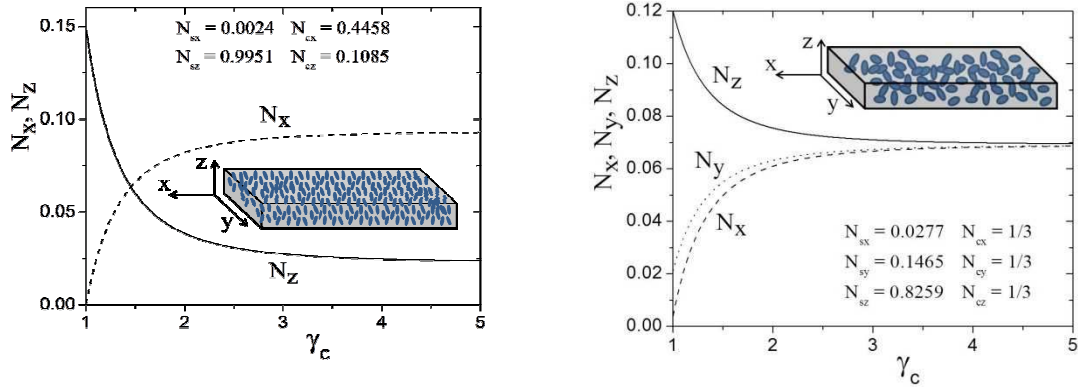 N_x, N_z
0.15
0.10
0.05
0.00
N_sx = 0.0024 N_cx = 0.4458
N_sz = 0.9951 N_cz = 0.1085
N_x
z
x
y
N_z
1 2 3 4 5
γ_c
N_x, N_y, N_z
0.12
0.10
0.08
0.06
0.04
0.02
0.00
z
x
y
N_z
N_y
N_x
N_sx = 0.0277 N_cx = 1/3
N_sy = 0.1465 N_cy = 1/3
N_sz = 0.8259 N_cz = 1/3
1 2 3 4 5
γ_c